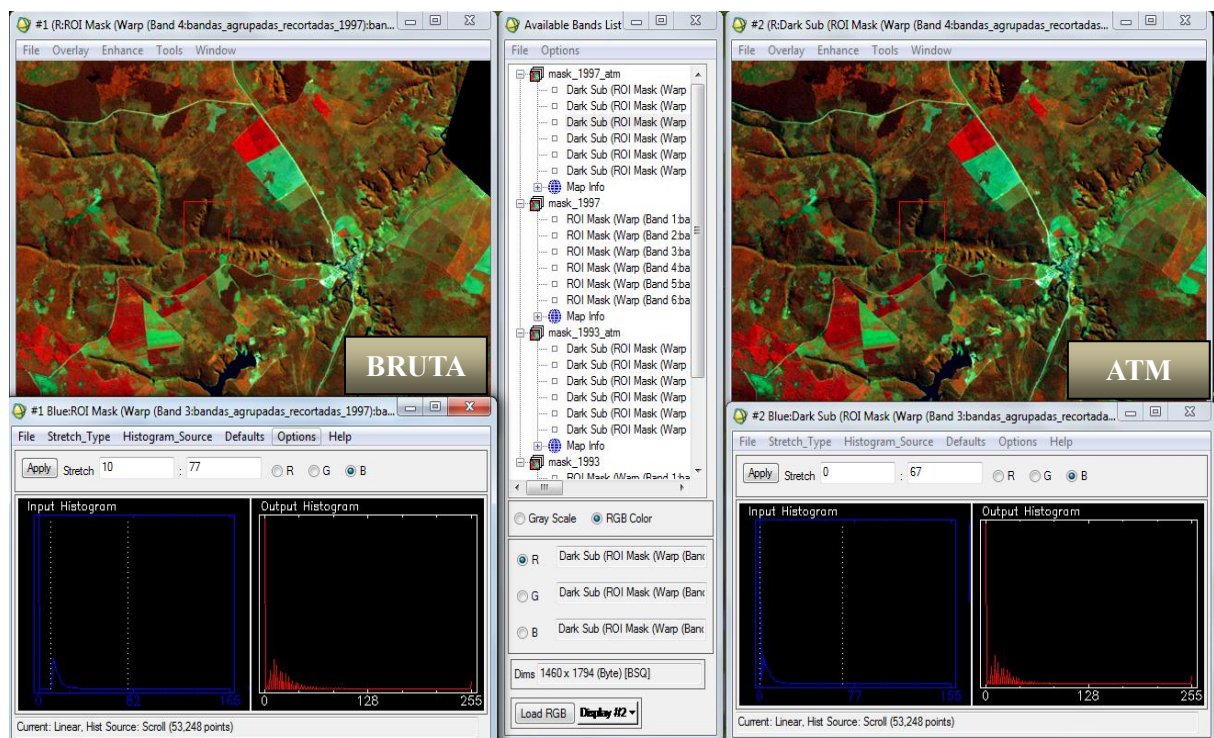 #1 (R:ROI Mask (Warp (Band 4:bandas_agrupadas_recortadas_1997):ban...
File Overlay Enhance Tools Window
BRUTA
#1 Blue:ROI Mask (Warp (Band 3:bandas_agrupadas_recortadas_1997):ba...
File Stretch_Type Histogram_Source Defaults Options Help
Apply Stretch 10 : 77 R G B
Input Histogram Output Histogram
82 165 0 128 255
Current: Linear, Hist Source: Scroll (53,248 points)
Available Bands List
File Options
mask_1997_atm
Dark Sub (ROI Mask (Warp
Dark Sub (ROI Mask (Warp
Dark Sub (ROI Mask (Warp
Dark Sub (ROI Mask (Warp
Dark Sub (ROI Mask (Warp
Dark Sub (ROI Mask (Warp
Map Info
mask_1997
ROI Mask (Warp (Band 1:ba
ROI Mask (Warp (Band 2:ba
ROI Mask (Warp (Band 3:ba
ROI Mask (Warp (Band 4:ba
ROI Mask (Warp (Band 5:ba
ROI Mask (Warp (Band 6:ba
Map Info
mask_1993_atm
Dark Sub (ROI Mask (Warp
Dark Sub (ROI Mask (Warp
Dark Sub (ROI Mask (Warp
Dark Sub (ROI Mask (Warp
Dark Sub (ROI Mask (Warp
Dark Sub (ROI Mask (Warp
Map Info
mask_1993
ROI Mask (Warp (Band 1:ba
Gray Scale RGB Color
R Dark Sub (ROI Mask (Warp (Banc
G Dark Sub (ROI Mask (Warp (Banc
B Dark Sub (ROI Mask (Warp (Banc
Dims 1460 x 1794 (Byte) [BSQ]
Load RGB Display #2
#2 (R:Dark Sub (ROI Mask (Warp (Band 4:bandas_agrupadas_recortadas...
File Overlay Enhance Tools Window
ATM
#2 Blue:Dark Sub (ROI Mask (Warp (Band 3:bandas_agrupadas_recortada...
File Stretch_Type Histogram_Source Defaults Options Help
Apply Stretch 0 : 67 R G B
Input Histogram Output Histogram
0 77 155 0 128 255
Current: Linear, Hist Source: Scroll (53,248 points)